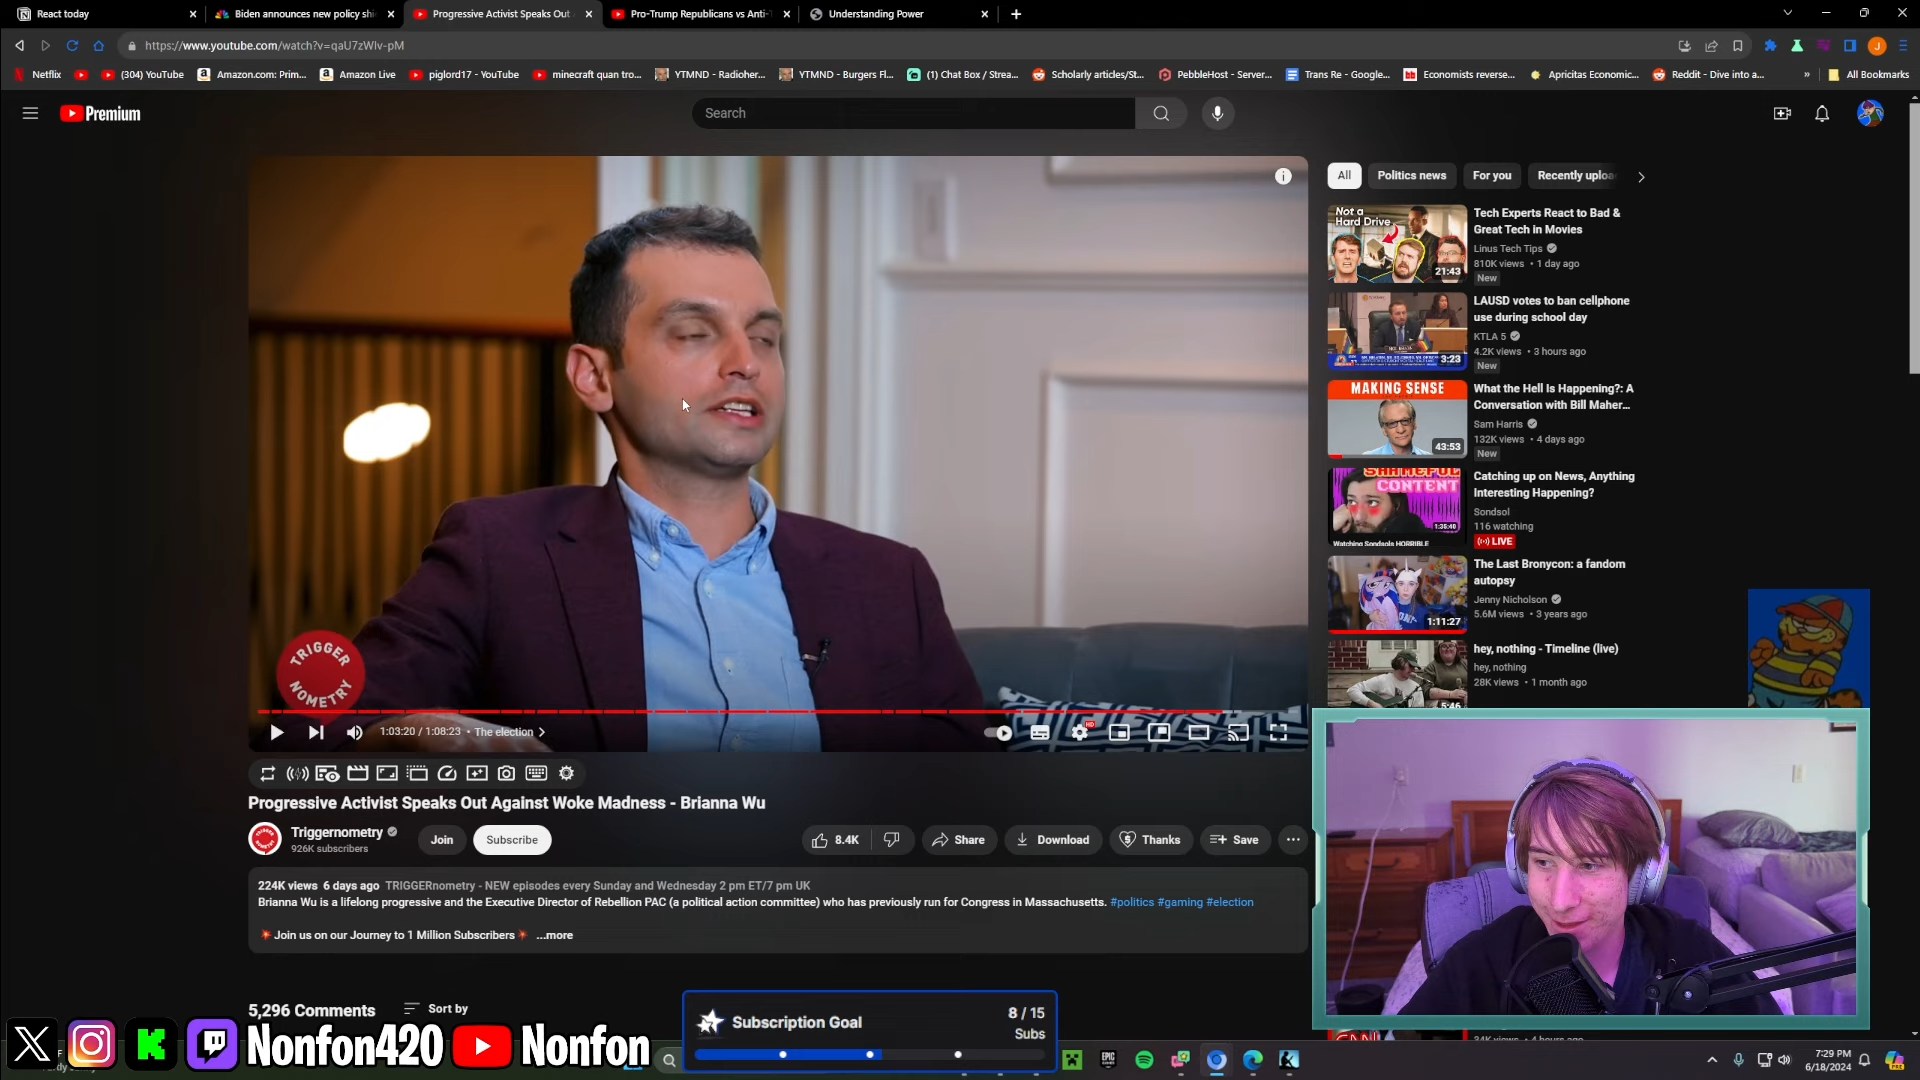 React today
Biden announces new policy shi
Progressive Activist Speaks Out
Pro-Trump Republicans vs Anti-T
Understanding Power
https://www.youtube.com/watch?v=qaU7zWlv-pM
Netflix
(304) YouTube
Amazon.com: Prim...
Amazon Live
piglord17 - YouTube
minecraft quan tro...
YTMND - Radioher...
YTMND - Burgers Fl...
(1) Chat Box / Strea...
Scholarly articles/St...
PebbleHost - Server...
Trans Re - Google...
Economists reverse...
Apricitas Economic...
Reddit - Dive into a...
»
All Bookmarks
Premium
Search
All
Politics news
For you
Recently uploa
Not a
Hard Drive
21:43
Tech Experts React to Bad &
Great Tech in Movies
Linus Tech Tips
810K views • 1 day ago
New
3:23
LAUSD votes to ban cellphone
use during school day
KTLA 5
4.2K views • 3 hours ago
New
MAKING SENSE
43:53
What the Hell Is Happening?: A
Conversation with Bill Maher...
Sam Harris
132K views • 4 days ago
New
CONTENT
1:36:40
Watching Sondsols HORRIBLE
Catching up on News, Anything
Interesting Happening?
Sondsol
116 watching
LIVE
1:11:27
The Last Bronycon: a fandom
autopsy
Jenny Nicholson
5.6M views • 3 years ago
5:46
hey, nothing - Timeline (live)
hey, nothing
28K views • 1 month ago
TRIGGER
NOMETRY
1:03:20 / 1:08:23 • The election
HD
Progressive Activist Speaks Out Against Woke Madness - Brianna Wu
Triggernometry
926K subscribers
Join
Subscribe
8.4K
Share
Download
Thanks
Save
224K views 6 days ago TRIGGERnometry - NEW episodes every Sunday and Wednesday 2 pm ET/7 pm UK
Brianna Wu is a lifelong progressive and the Executive Director of Rebellion PAC (a political action committee) who has previously run for Congress in Massachusetts. #politics #gaming #election
Join us on our Journey to 1 Million Subscribers ...more
5,296 Comments
Sort by
Subscription Goal
8 / 15
Subs
Nonfon420
Nonfon
7:29 PM
6/18/2024